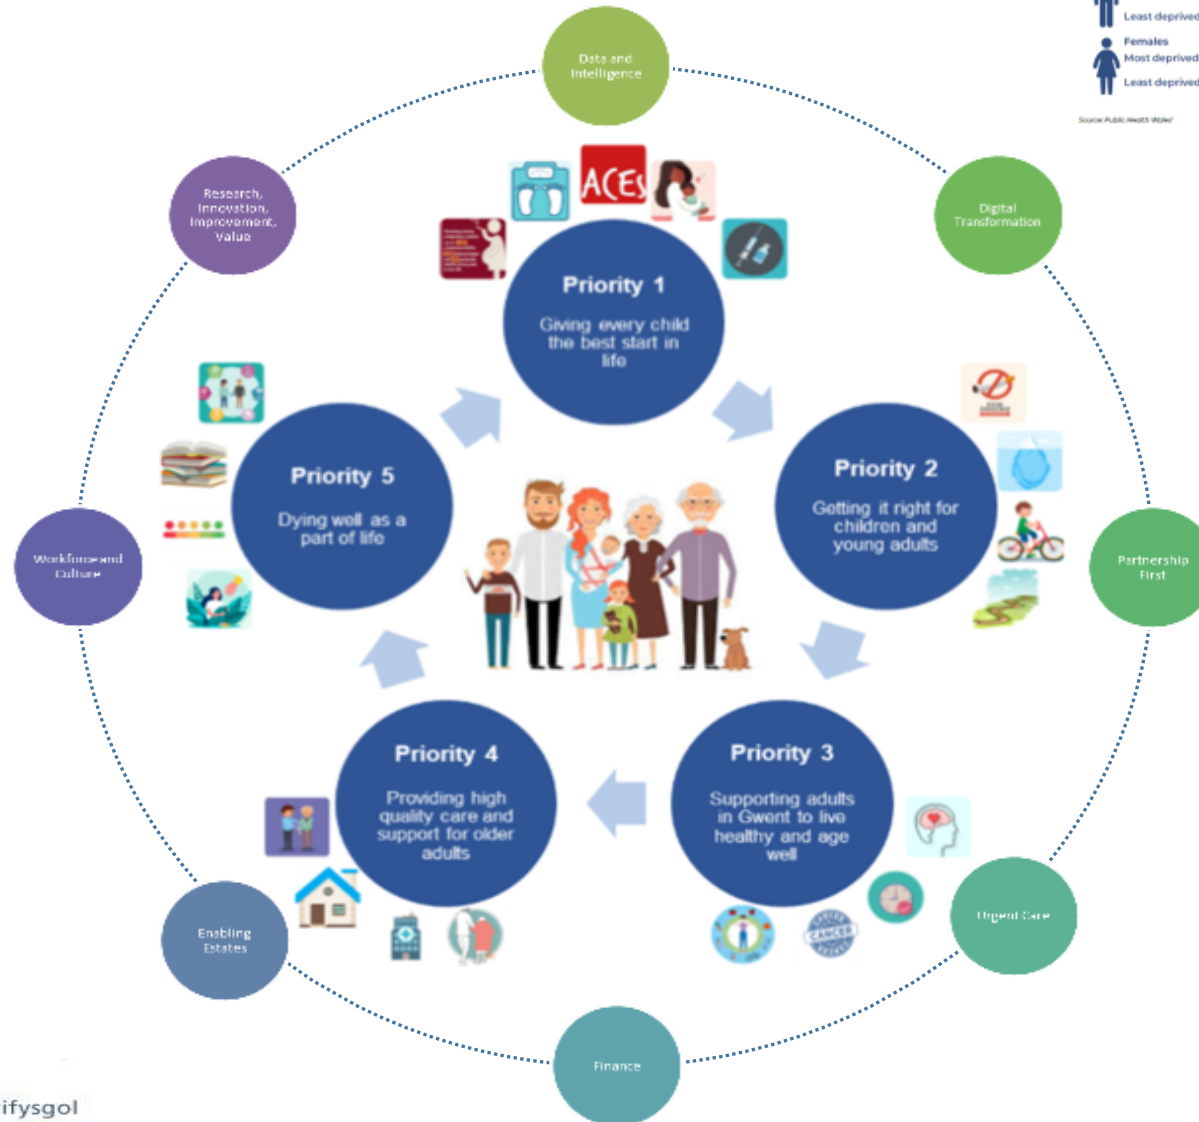 Least deprived
Females
Most deprived
Least deprived
Source: Public Health Wales
Data and
Intelligence
Research,
Innovation,
Improvement,
Value
Digital
Transformation
ACEs
Priority 1
Giving every child
the best start in
life
Priority 5
Dying well as a
part of life
Priority 2
Getting it right for
children and
young adults
Workforce and
Culture
Partnership
First
Priority 4
Providing high
quality care and
support for older
adults
Priority 3
Supporting adults
in Gwent to live
healthy and age
well
Enabling
Estates
CANCER
Urgent Care
Finance
ifysgol